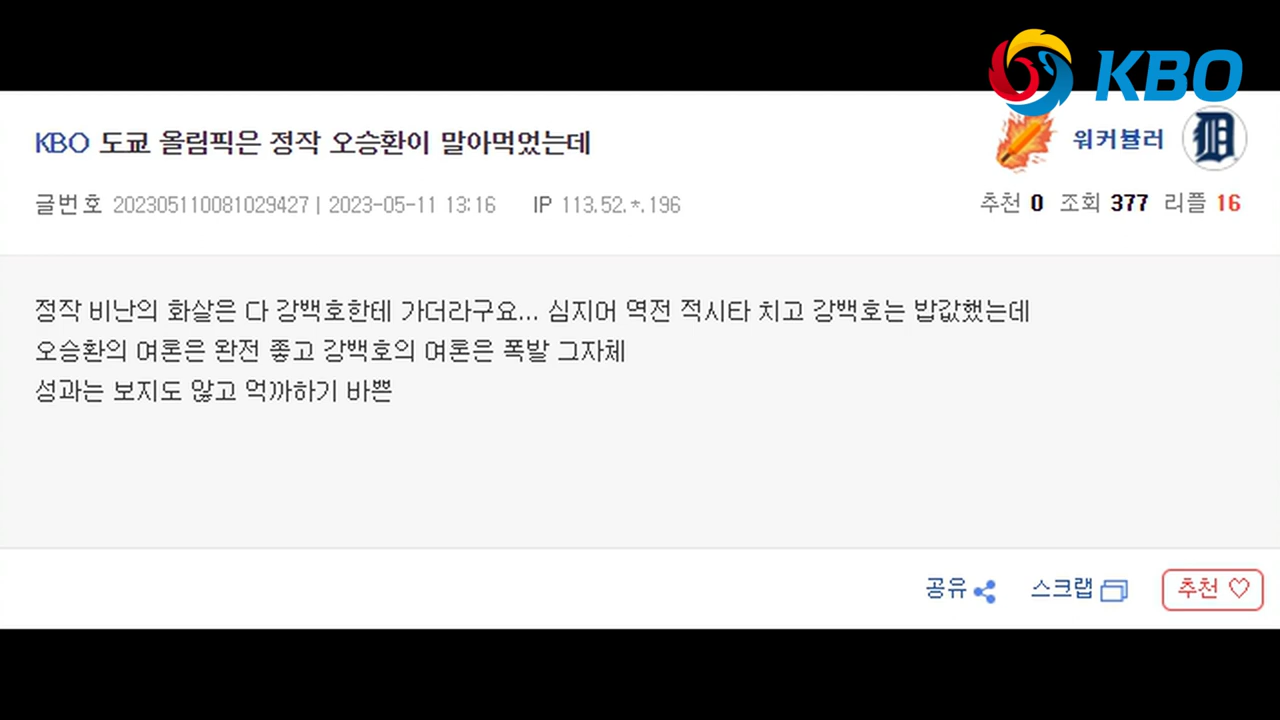 KBO
KBO 도쿄 올림픽은 정작 오승환이 말아먹었는데
워커뷸러
글번호 202305110081029427 | 2023-05-11 13:16 IP 113.52.*.196
추천 0 조회 377 리플 16
정작 비난의 화살은 다 강백호한테 가더라구요... 심지어 역전 적시타 치고 강백호는 밥값했는데
오승환의 여론은 완전 좋고 강백호의 여론은 폭발 그자체
성과는 보지도 않고 억까하기 바쁜
공유 스크랩 추천